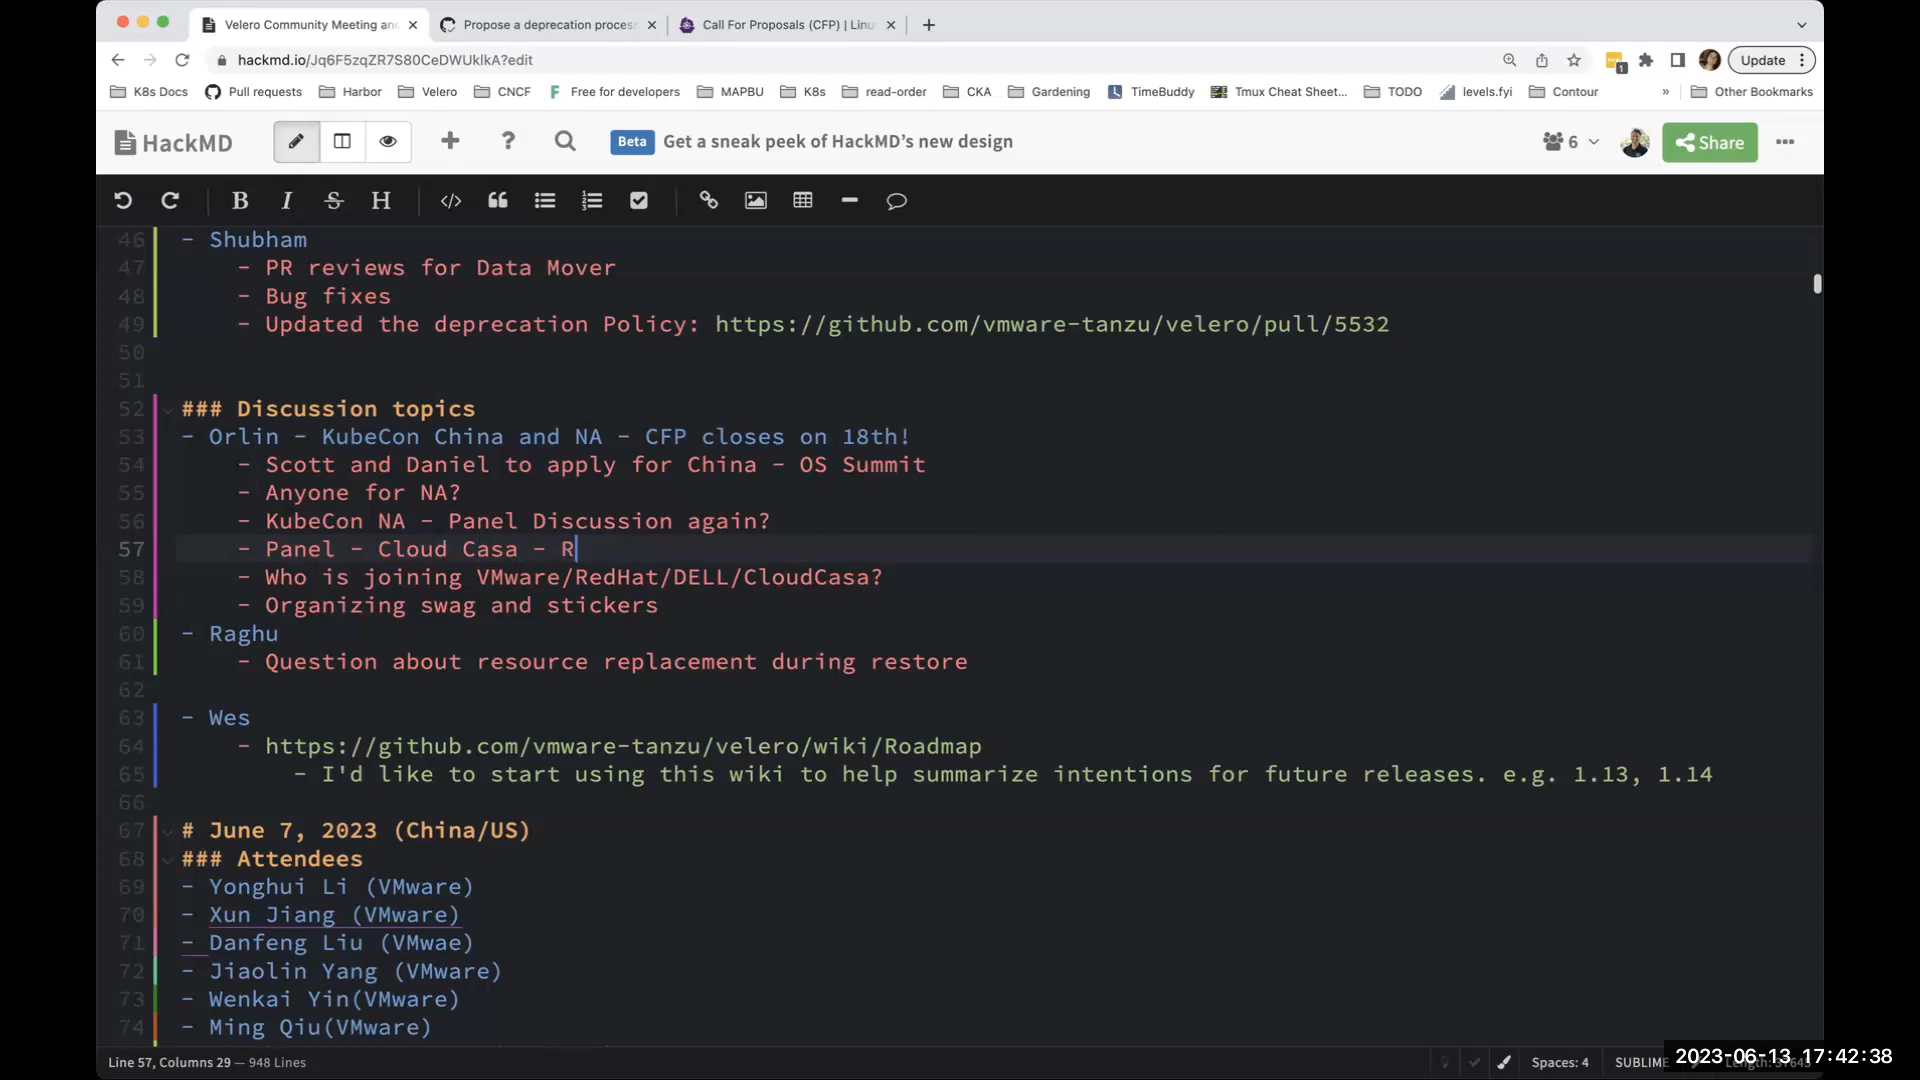 Velero Community Meeting an
Propose a deprecation proces
Call For Proposals (CFP) | Linu
hackmd.io/Jq6F5zqZR7S80CeDWUklkA?edit
1
Update
K8s Docs
Pull requests
Harbor
Velero
CNCF
Free for developers
MAPBU
K8s
read-order
CKA
Gardening
TimeBuddy
Tmux Cheat Sheet...
TODO
levels.fyi
Contour
»
Other Bookmarks
HackMD
Beta
Get a sneak peek of HackMD's new design
6
Share
46 - Shubham
47 - PR reviews for Data Mover
48 - Bug fixes
49 - Updated the deprecation Policy: https://github.com/vmware-tanzu/velero/pull/5532
50
51
52 ### Discussion topics
53 - Orlin - KubeCon China and NA - CFP closes on 18th!
54 - Scott and Daniel to apply for China - OS Summit
55 - Anyone for NA?
56 - KubeCon NA - Panel Discussion again?
57 - Panel - Cloud Casa - R
58 - Who is joining VMware/RedHat/DELL/CloudCasa?
59 - Organizing swag and stickers
60 - Raghu
61 - Question about resource replacement during restore
62
63 - Wes
64 - https://github.com/vmware-tanzu/velero/wiki/Roadmap
65 - I'd like to start using this wiki to help summarize intentions for future releases. e.g. 1.13, 1.14
66
67 # June 7, 2023 (China/US)
68 ### Attendees
69 - Yonghui Li (VMware)
70 - Xun Jiang (VMware)
71 - Danfeng Liu (VMwae)
72 - Jiaolin Yang (VMware)
73 - Wenkai Yin(VMware)
74 - Ming Qiu(VMware)
Line 57, Columns 29 — 948 Lines
Spaces: 4
SUBLIME
2023-06-13 17:42:38